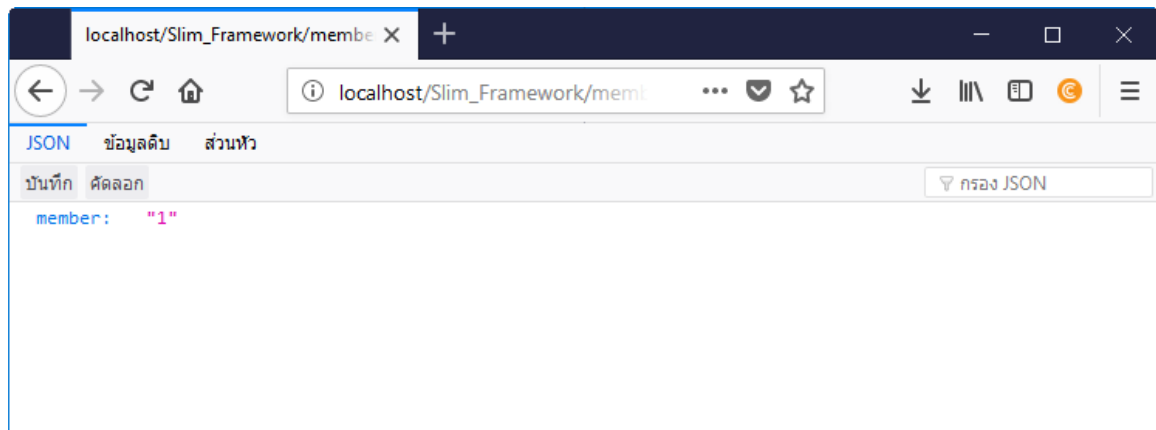 localhost/Slim_Framework/membe
localhost/Slim_Framework/memb
JSON ข้อมูลดิบ ส่วนหัว
บันทึก คัดลอก กรอง JSON
member: "1"